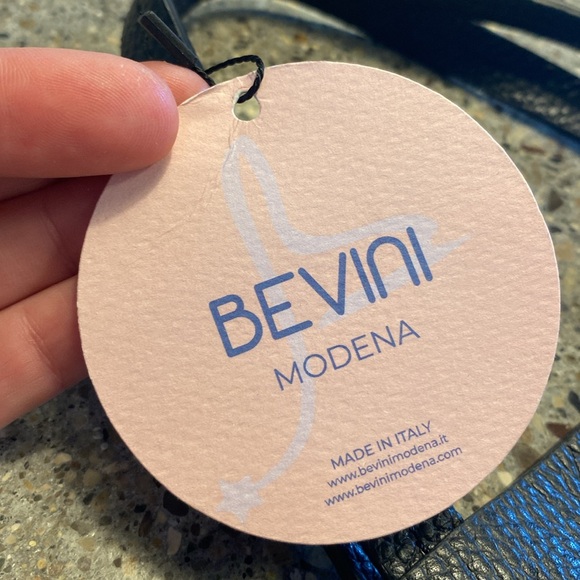 BEVINI
MODENA
MADE IN ITALY
www.bevinimodena.it
www.bevinimodena.com